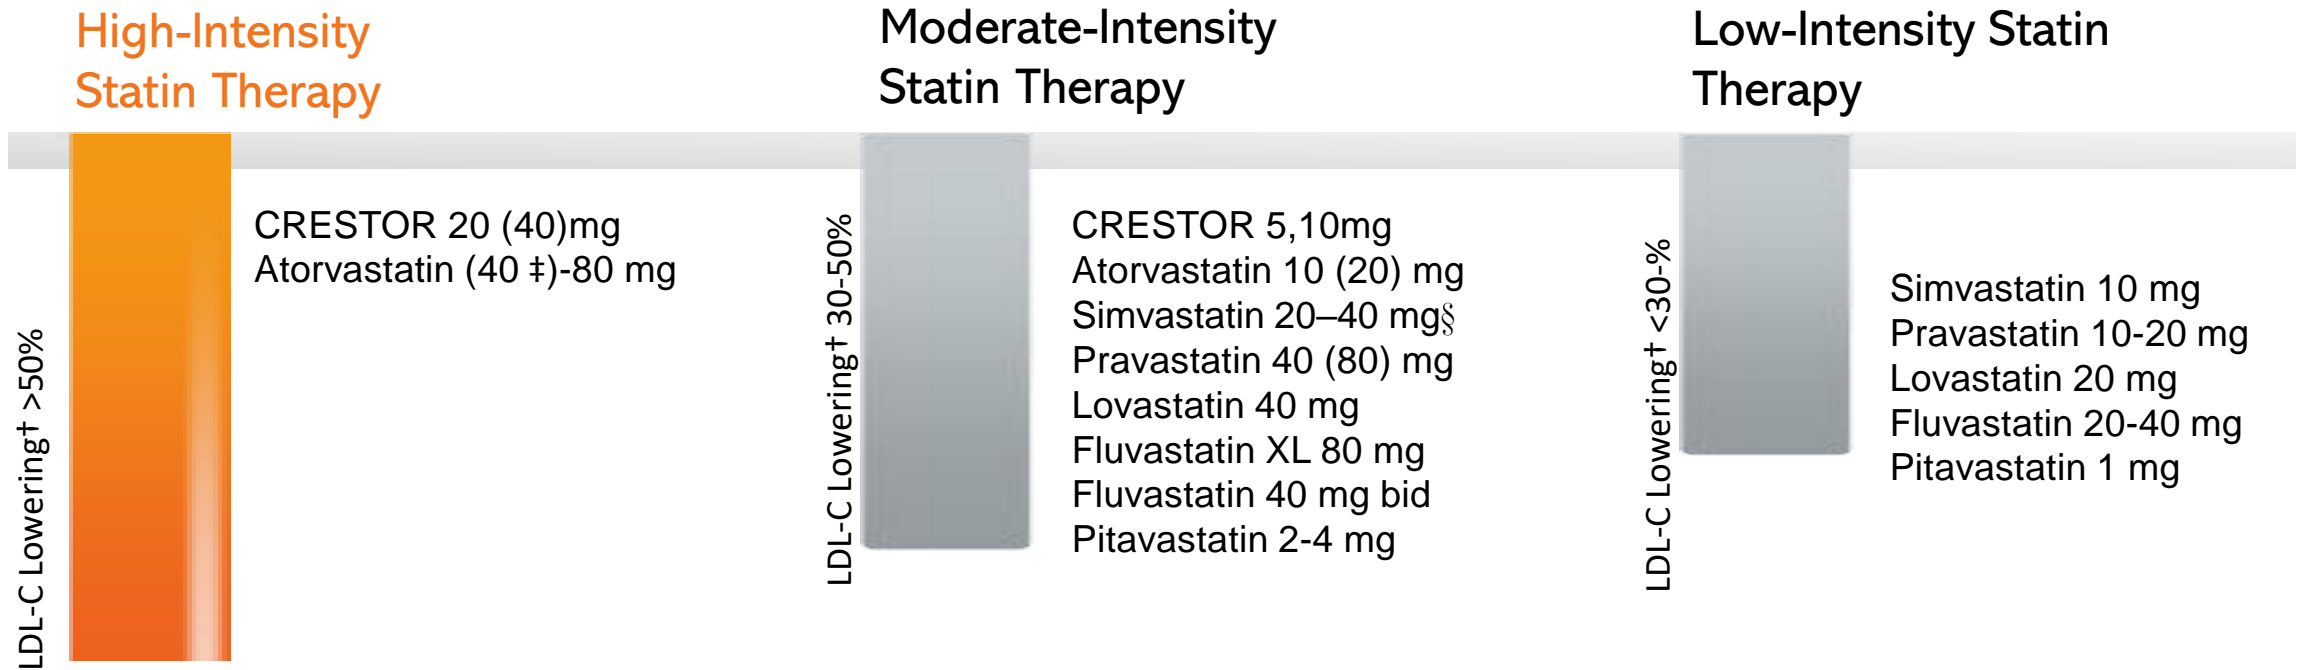 High-Intensity
Statin Therapy
LDL-C Lowering† >50%
CRESTOR 20 (40)mg
Atorvastatin (40 ‡)-80 mg
Moderate-Intensity
Statin Therapy
LDL-C Lowering† 30-50%
CRESTOR 5,10mg
Atorvastatin 10 (20) mg
Simvastatin 20–40 mg§
Pravastatin 40 (80) mg
Lovastatin 40 mg
Fluvastatin XL 80 mg
Fluvastatin 40 mg bid
Pitavastatin 2-4 mg
Low-Intensity Statin
Therapy
LDL-C Lowering† <30-%
Simvastatin 10 mg
Pravastatin 10-20 mg
Lovastatin 20 mg
Fluvastatin 20-40 mg
Pitavastatin 1 mg